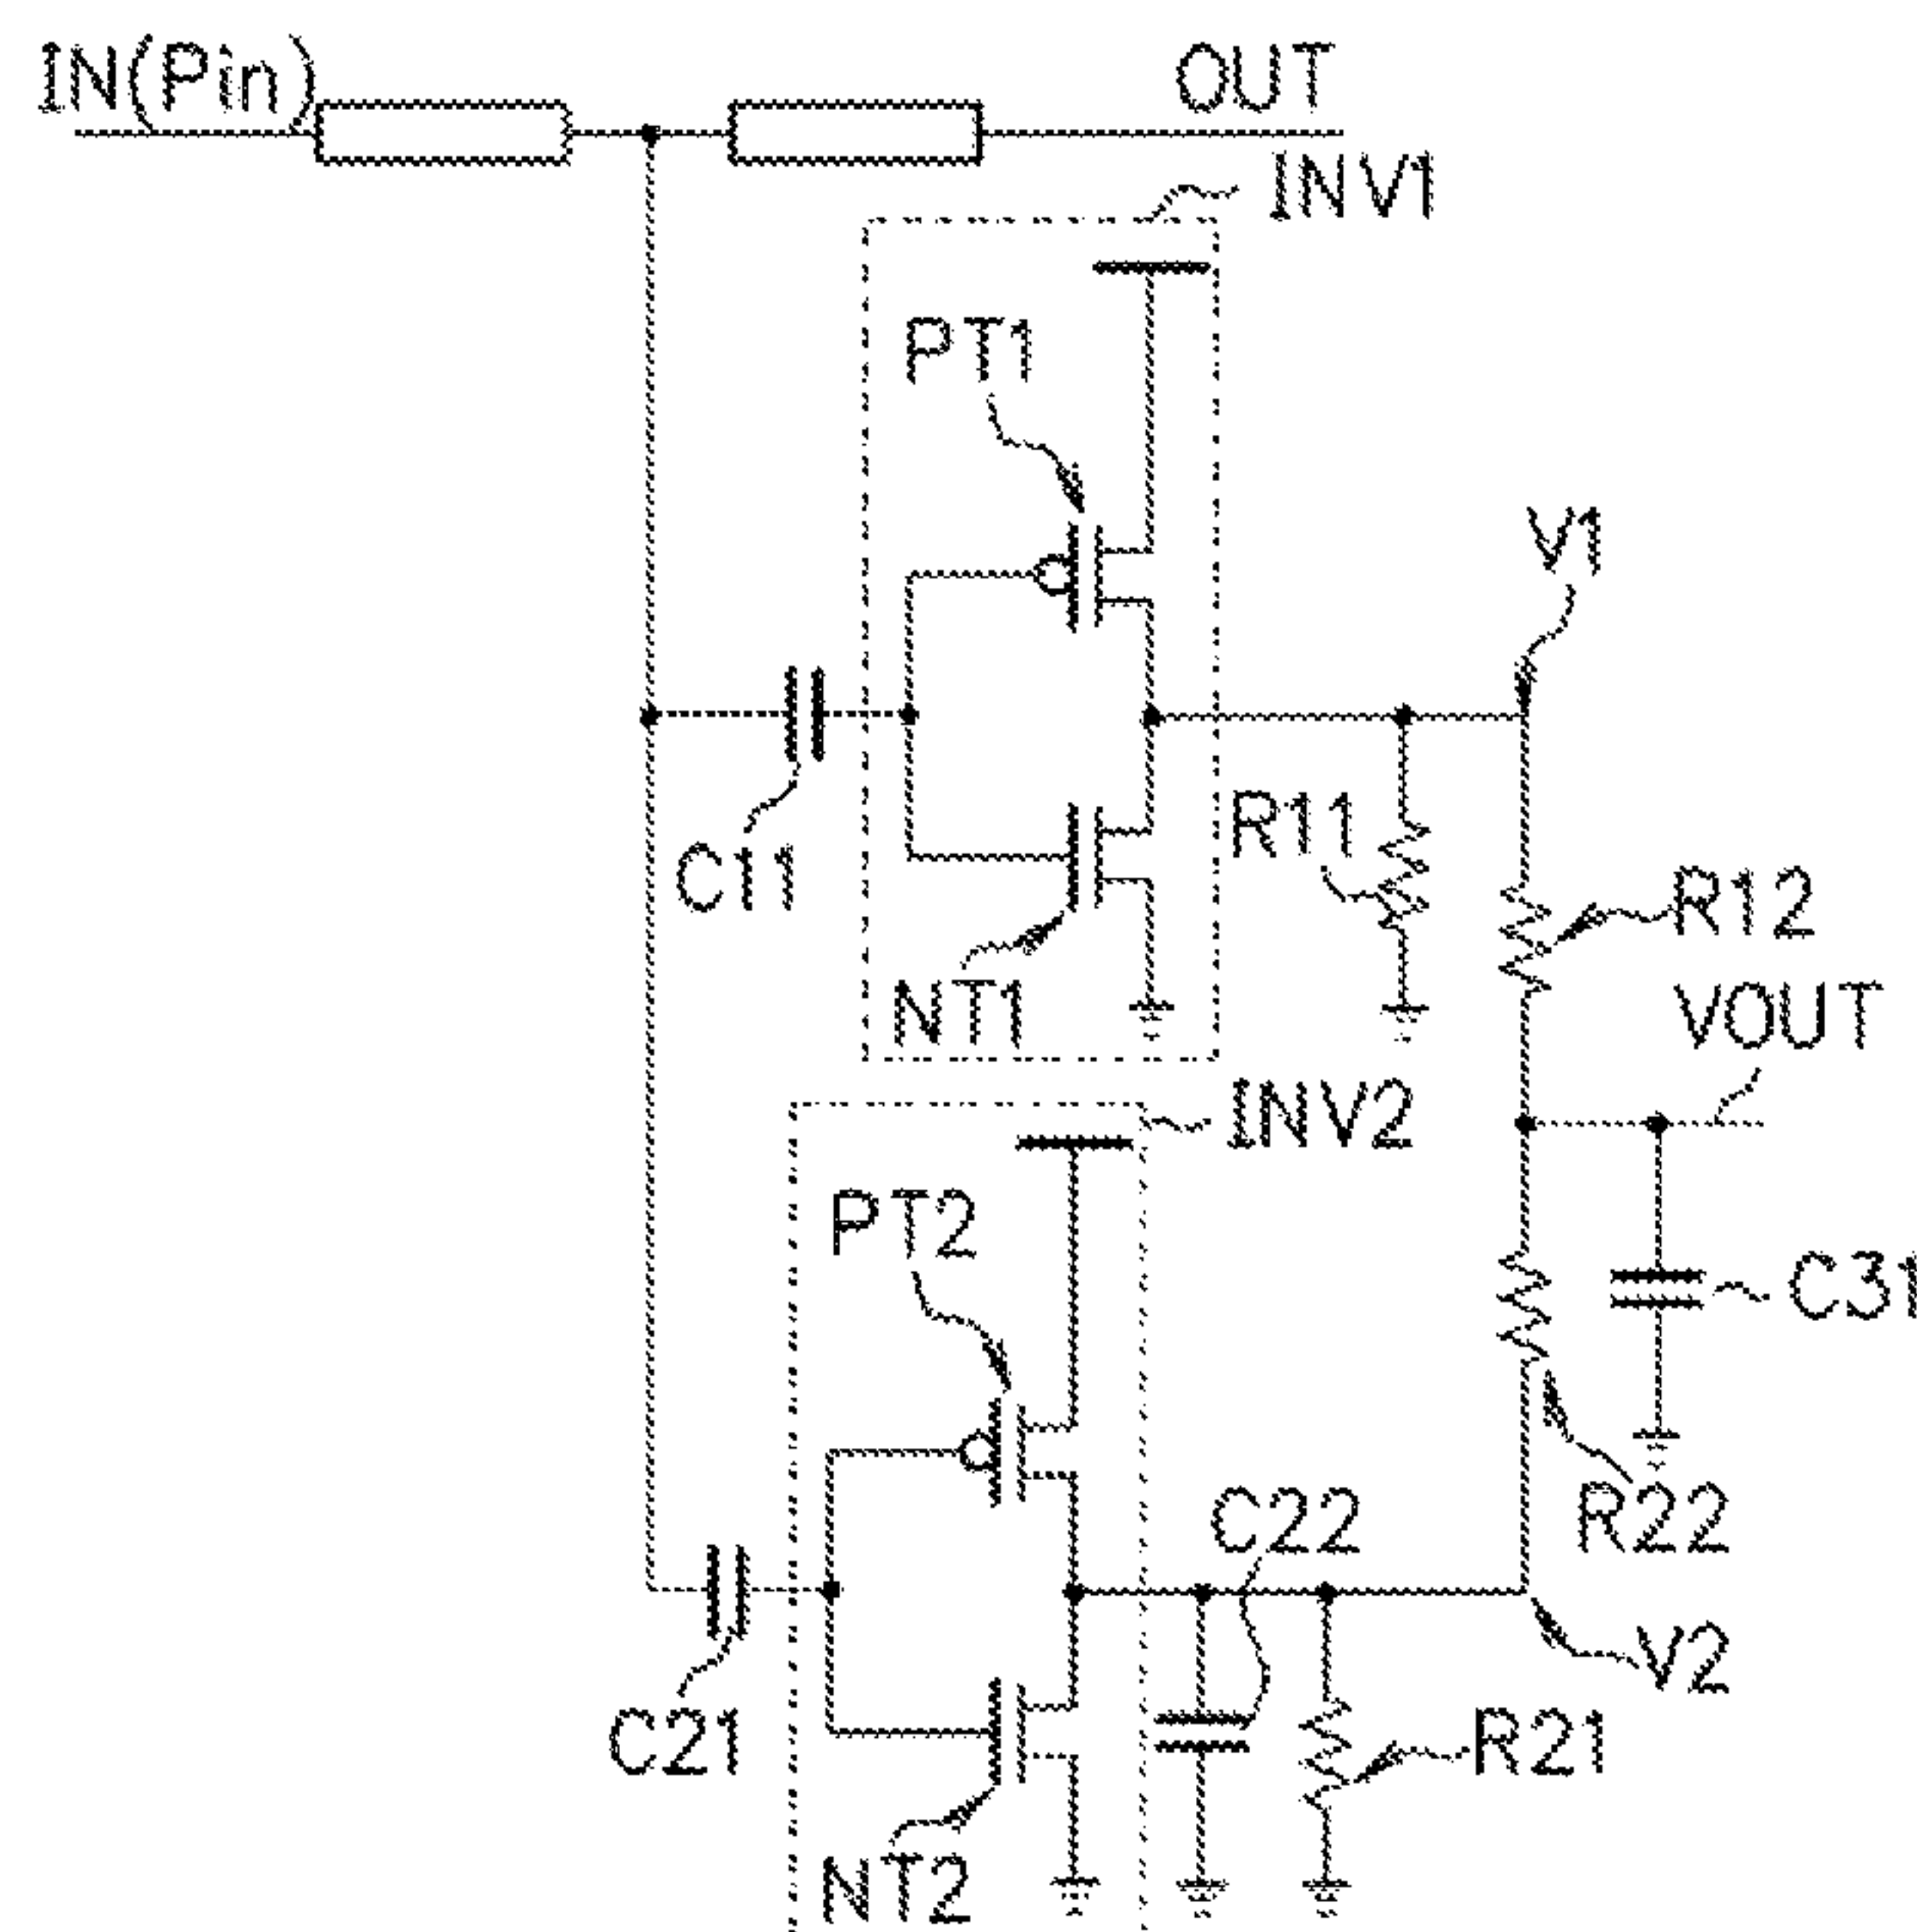 IN(Pin)
OUT
INV1
PT1
V1
C11
R11
R12
NT1
VOUT
INV2
PT2
C31
C22
R22
V2
C21
R21
NT2